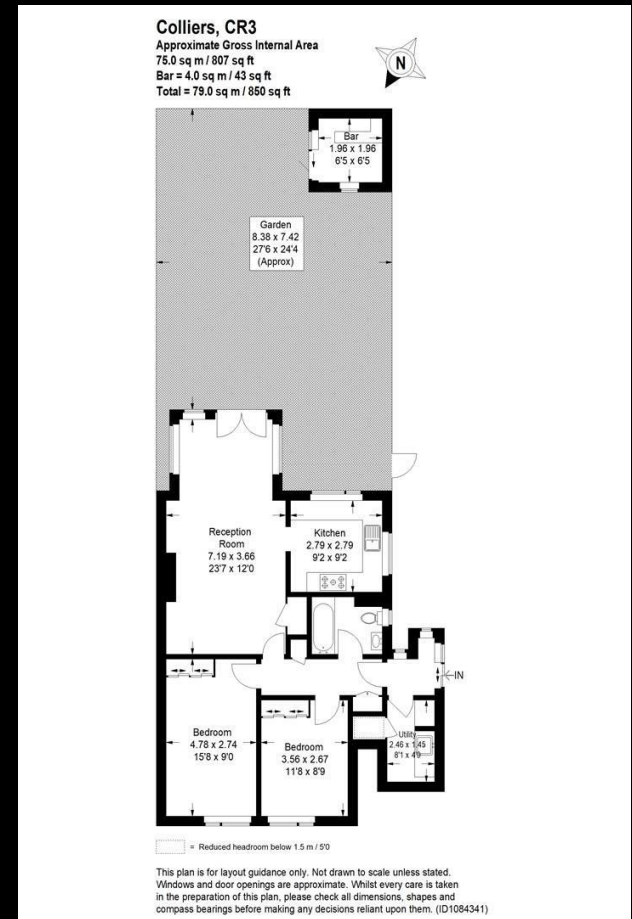 Colliers, CR3
Approximate Gross Internal Area
75.0 sq m / 807 sq ft
Bar = 4.0 sq m / 43 sq ft
Total = 79.0 sq m / 850 sq ft
N
Bar
1.96 x 1.96
6'5 x 6'5
Garden
8.38 x 7.42
27'6 x 24'4
(Approx)
Reception
Room
7.19 x 3.66
23'7 x 12'0
Kitchen
2.79 x 2.79
9'2 x 9'2
IN
Bedroom
4.78 x 2.74
15'8 x 9'0
Bedroom
3.56 x 2.67
11'8 x 8'9
Utility
2.46 x 1.45
8'1 x 4'9
= Reduced headroom below 1.5 m / 5'0
This plan is for layout guidance only. Not drawn to scale unless stated.
Windows and door openings are approximate. Whilst every care is taken
in the preparation of this plan, please check all dimensions, shapes and
compass bearings before making any decisions reliant upon them. (ID1084341)